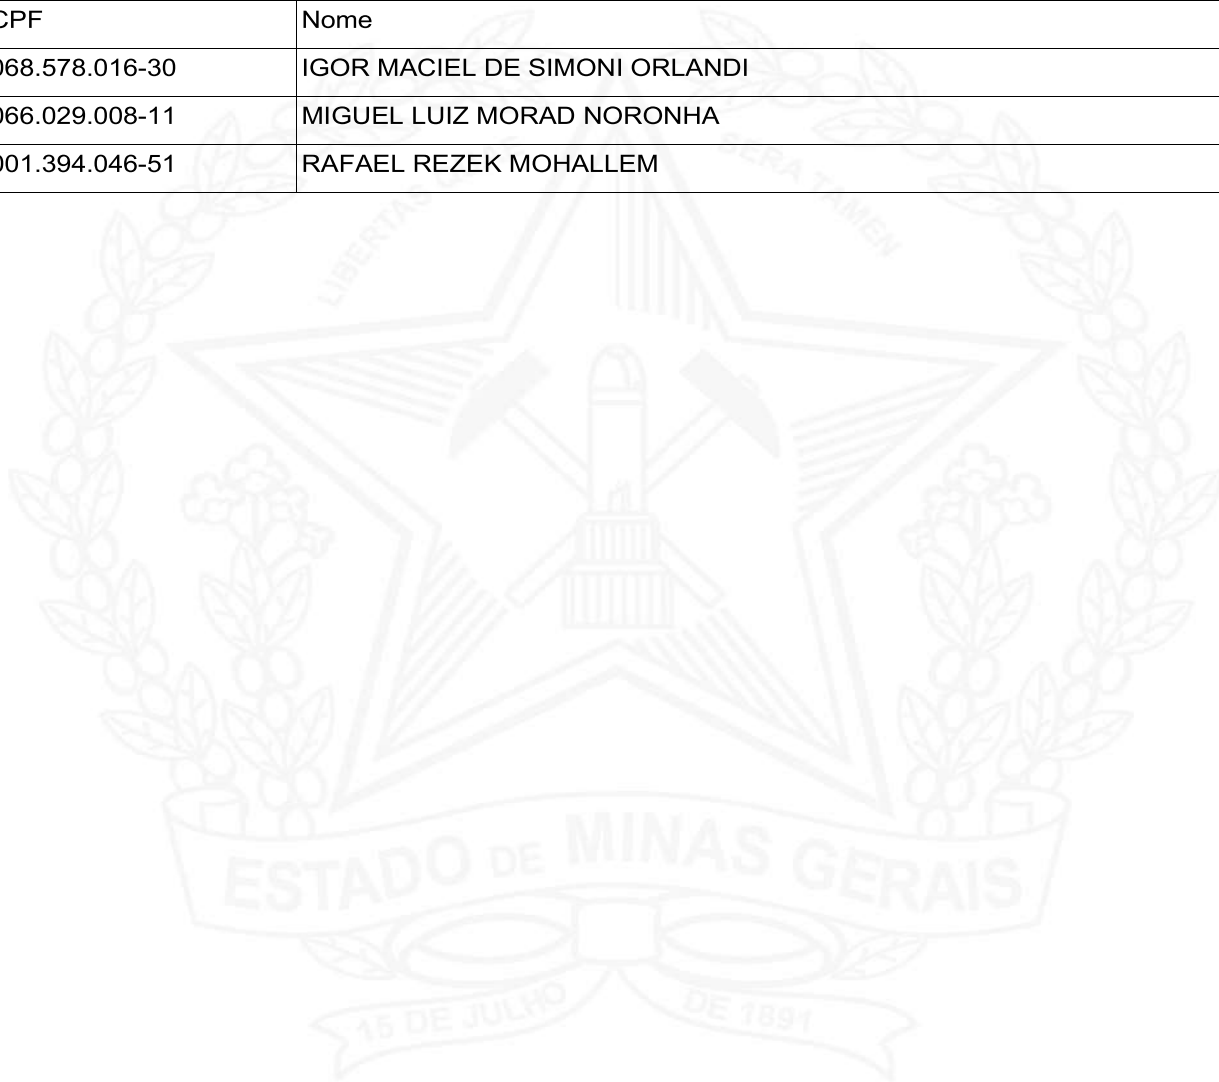 CPF Nome
068.578.016-30 IGOR MACIEL DE SIMONI ORLANDI
066.029.008-11 MIGUEL LUIZ MORAD NORONHA
001.394.046-51 RAFAEL REZEK MOHALLEM
LIBERTAS QUAE SERA TAMEN
ESTADO DE MINAS GERAIS
15 DE JULHO DE 1891